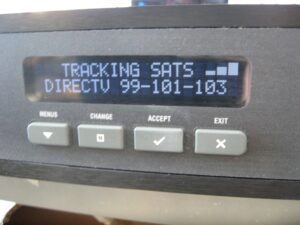 TRACKING SATS
DIRECTV 99-101-103
MENUS CHANGE ACCEPT EXIT